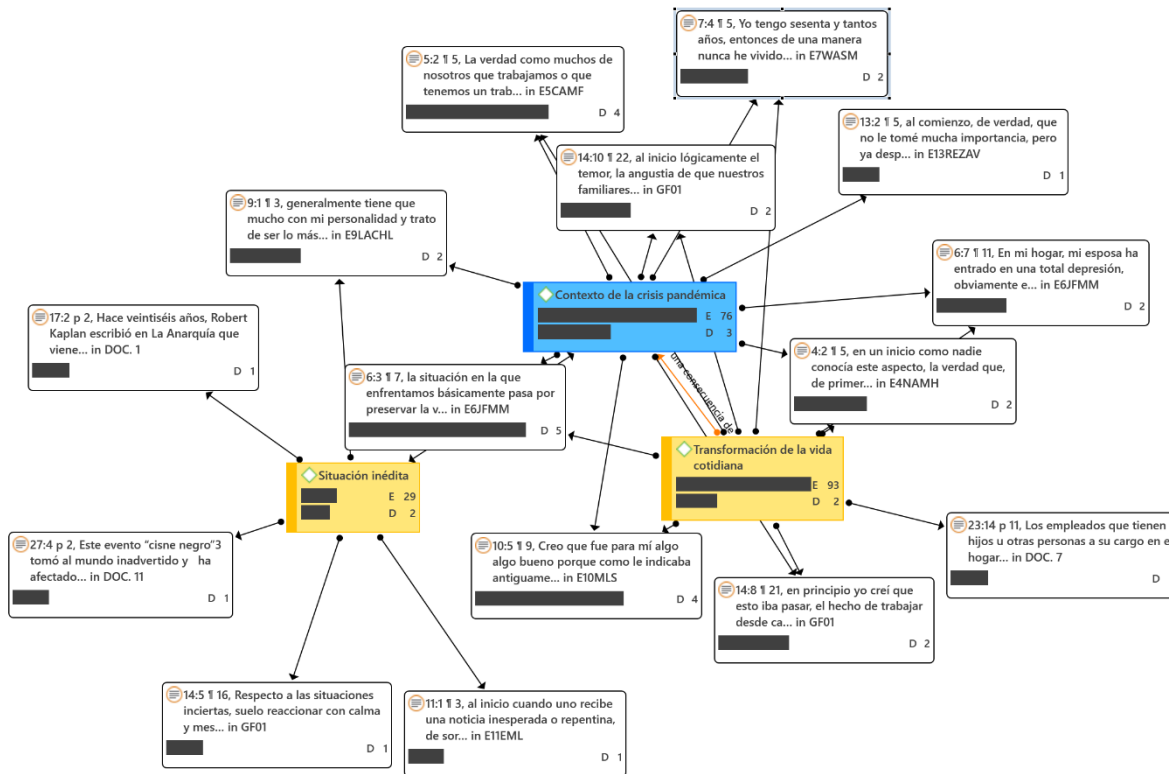 7:4 ¶ 5, Yo tengo sesenta y tantos
años, entonces de una manera
nunca he vivido... in E7WASM
D 2
5:2 ¶ 5, La verdad como muchos de
nosotros que trabajamos o que
tenemos un trab... in E5CAMF
D 4
13:2 ¶ 5, al comienzo, de verdad, que
no le tomé mucha importancia, pero
ya desp... in E13REZAV
D 1
14:10 ¶ 22, al inicio lógicamente el
temor, la angustia de que nuestros
familiares... in GF01
D 2
9:1 ¶ 3, generalmente tiene que
mucho con mi personalidad y trato
de ser lo más... in E9LACHL
D 2
6:7 ¶ 11, En mi hogar, mi esposa ha
entrado en una total depresión,
obviamente e... in E6JFMM
D 2
Contexto de la crisis pandémica
E 76
D 3
17:2 p 2, Hace veintiséis años, Robert
Kaplan escribió en La Anarquía que
viene... in DOC. 1
D 1
4:2 ¶ 5, en un inicio como nadie
conocía este aspecto, la verdad que,
de primer... in E4NAMH
D 2
una consecuencia de
6:3 ¶ 7, la situación en la que
enfrentamos básicamente pasa por
preservar la v... in E6JFMM
D 5
Transformación de la vida
cotidiana
E 93
D 2
Situación inédita
E 29
D 2
27:4 p 2, Este evento “cisne negro”3
tomó al mundo inadvertido y ha
afectado... in DOC. 11
D 1
10:5 ¶ 9, Creo que fue para mí algo
algo bueno porque como le indicaba
antiguame... in E10MLS
D 4
23:14 p 11, Los empleados que tienen
hijos u otras personas a su cargo en e
hogar... in DOC. 7
D
14:8 ¶ 21, en principio yo creí que
esto iba pasar, el hecho de trabajar
desde ca... in GF01
D 2
14:5 ¶ 16, Respecto a las situaciones
inciertas, suelo reaccionar con calma
y mes... in GF01
D 1
11:1 ¶ 3, al inicio cuando uno recibe
una noticia inesperada o repentina,
de sor... in E11EML
D 1